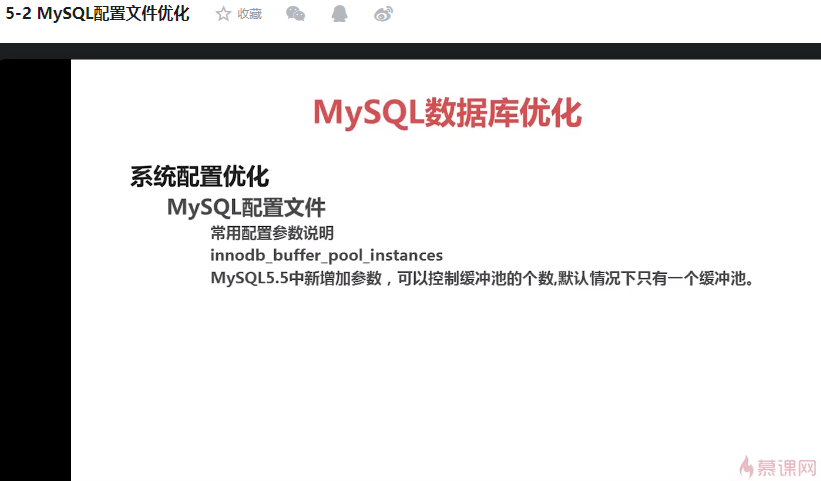 5-2 MySQL配置文件优化 收藏
MySQL数据库优化
系统配置优化
MySQL配置文件
常用配置参数说明
innodb_buffer_pool_instances
MySQL5.5中新增加参数，可以控制缓冲池的个数,默认情况下只有一个缓冲池。
慕课网